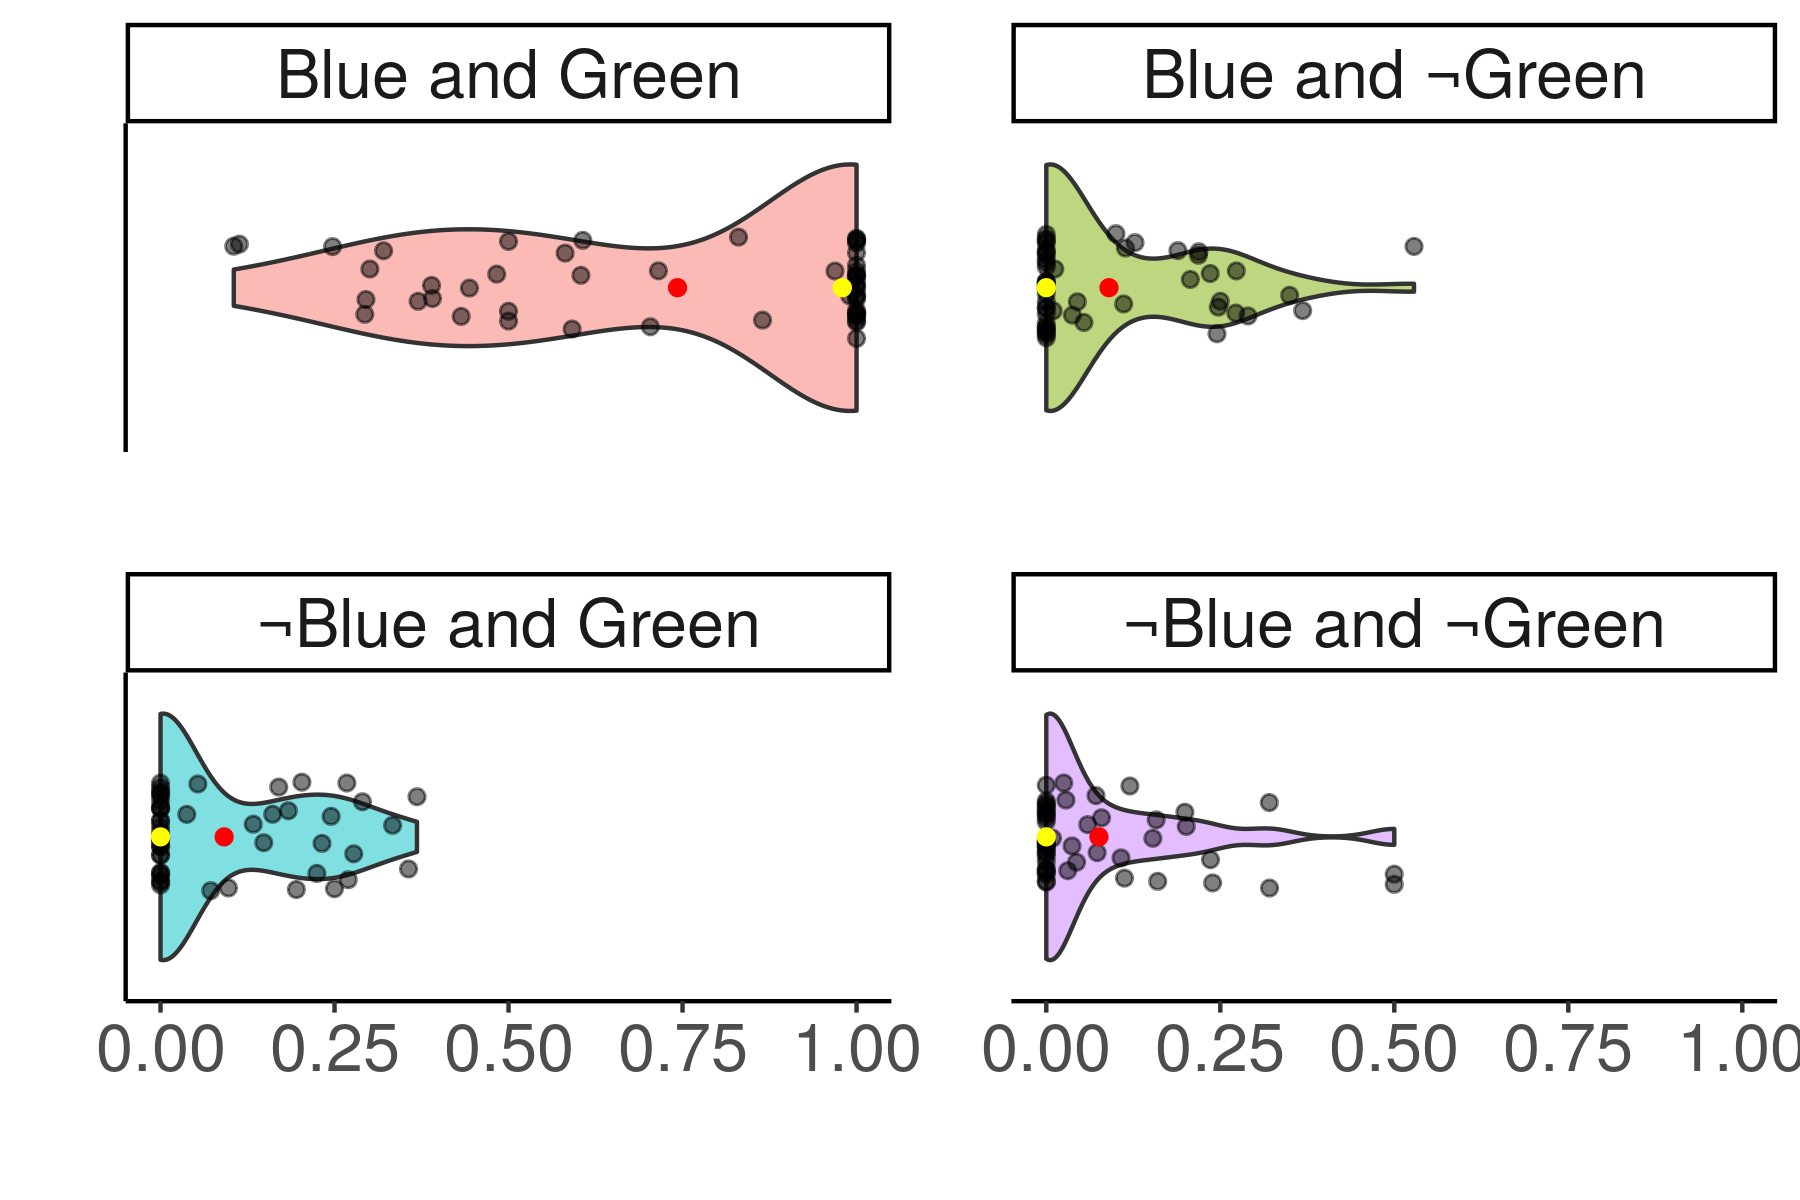 Blue and Green
Blue and ¬Green
¬Blue and Green
¬Blue and ¬Green
0.00 0.25 0.50 0.75 1.00
0.00 0.25 0.50 0.75 1.00